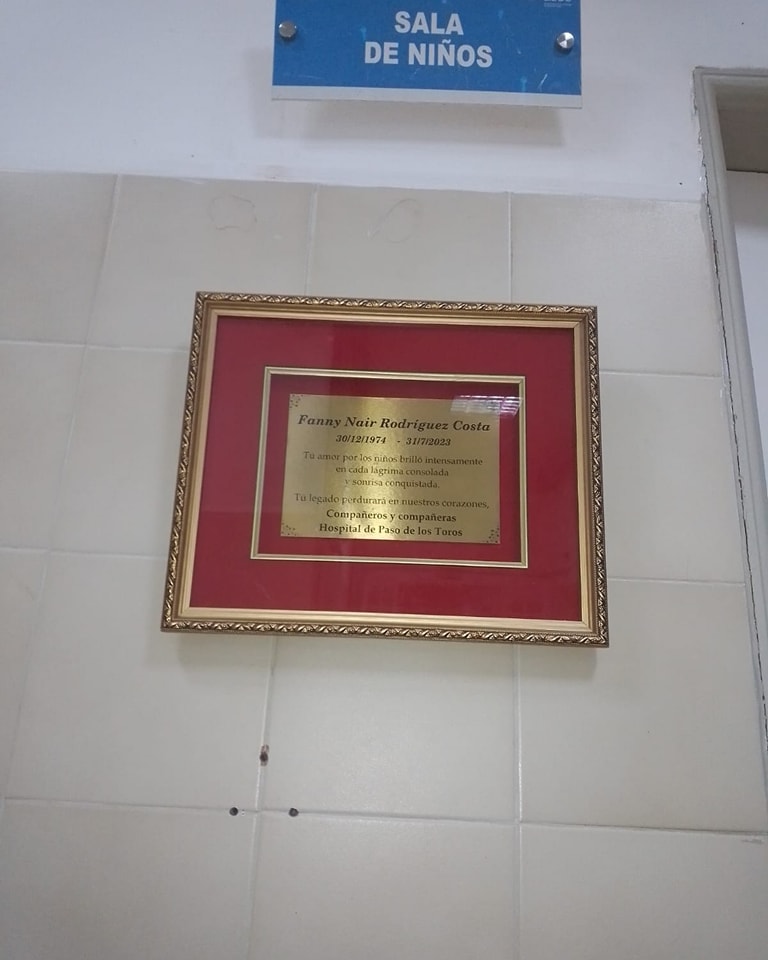 SALA
DE NIÑOS
Fanny Nair Rodríguez Costa
30/12/1974 - 31/7/2023
Tu amor por los niños brilló intensamente
en cada lágrima consolada
y sonrisa conquistada.
Tu legado perdurará en nuestros corazones,
Compañeros y compañeras
Hospital de Paso de los Toros